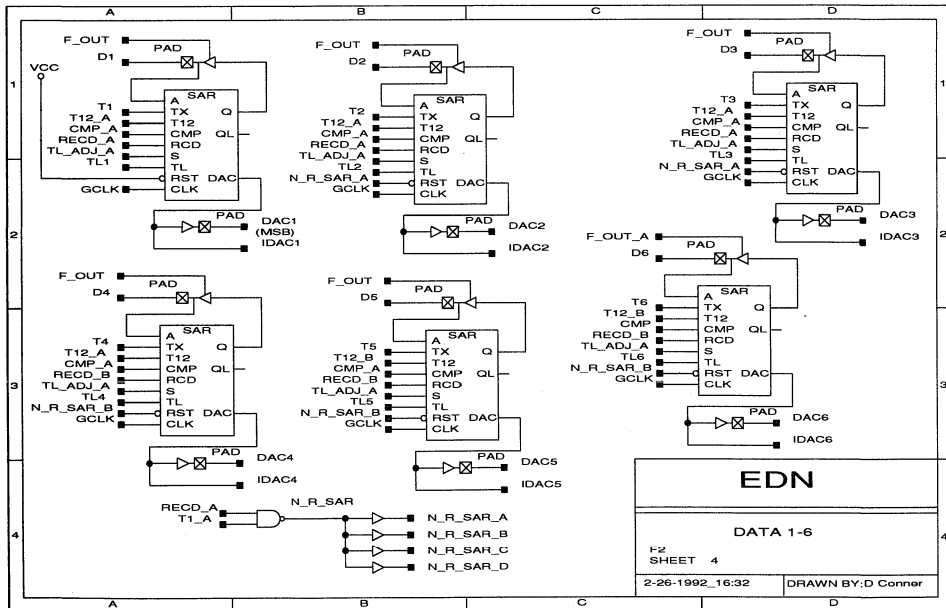 A B C D
1
F_OUT
D1
VCC
PAD
SAR
A
TX
T12
CMP
RCD
S
TL
RST
CLK
Q
QL
DAC
T1
T12_A
CMP_A
RECD_A
TL_ADJ_A
TL1
GCLK
PAD
DAC1
(MSB)
IDAC1
F_OUT
D2
PAD
SAR
A
TX
T12
CMP
RCD
S
TL
RST
CLK
Q
QL
DAC
T2
T12_A
CMP_A
RECD_A
TL_ADJ_A
TL2
N_R_SAR_A
GCLK
PAD
DAC2
IDAC2
F_OUT
D3
PAD
SAR
A
TX
T12
CMP
RCD
S
TL
RST
CLK
Q
QL
DAC
T3
T12_A
CMP_A
RECD_A
TL_ADJ_A
TL3
N_R_SAR_A
GCLK
PAD
DAC3
IDAC3
1
2
2
F_OUT
D4
PAD
SAR
A
TX
T12
CMP
RCD
S
TL
RST
CLK
Q
QL
DAC
T4
T12_A
CMP_A
RECD_B
TL_ADJ_A
TL4
N_R_SAR_B
GCLK
PAD
DAC4
IDAC4
F_OUT
D5
PAD
SAR
A
TX
T12
CMP
RCD
S
TL
RST
CLK
Q
QL
DAC
T5
T12_B
CMP_A
RECD_B
TL_ADJ_A
TL5
N_R_SAR_B
GCLK
PAD
DAC5
IDAC5
F_OUT_A
D6
PAD
SAR
A
TX
T12
CMP
RCD
S
TL
RST
CLK
Q
QL
DAC
T6
T12_B
CMP
RECD_B
TL_ADJ_A
TL6
N_R_SAR_B
GCLK
PAD
DAC6
IDAC6
3
3
RECD_A
T1_A
N_R_SAR
N_R_SAR_A
N_R_SAR_B
N_R_SAR_C
N_R_SAR_D
4
4
EDN
DATA 1-6
F2
SHEET 4
2-26-1992_16:32
DRAWN BY:D Conner
A B C D